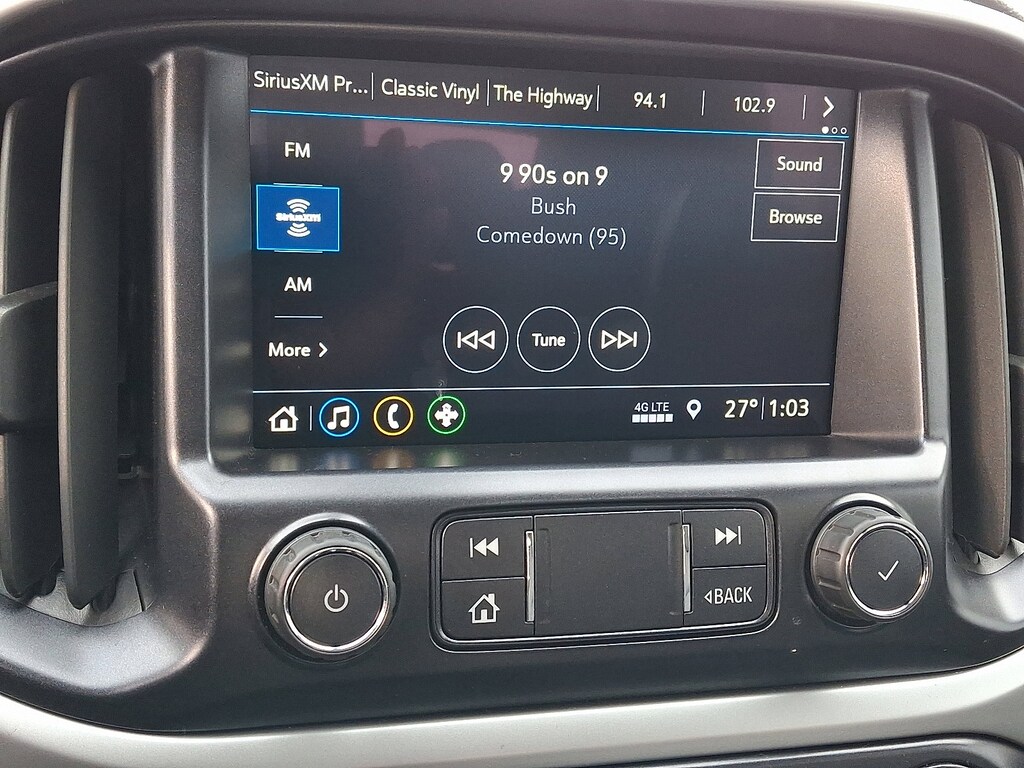 SiriusXM Pr... Classic Vinyl The Highway 94.1 102.9
FM
SiriusXM
AM
More
9 90s on 9
Bush
Comedown (95)
Sound
Browse
Tune
4G LTE
27° 1:03
BACK